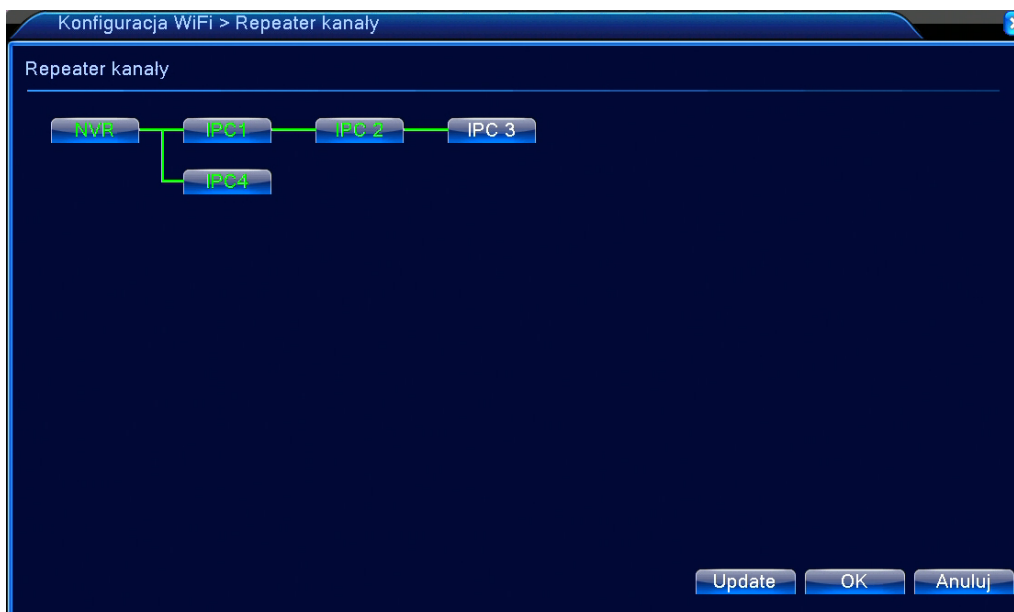 Konfiguracja WiFi > Repeater kanały
Repeater kanały
NVR IPC1 IPC 2 IPC 3
IPC4
Update OK Anuluj